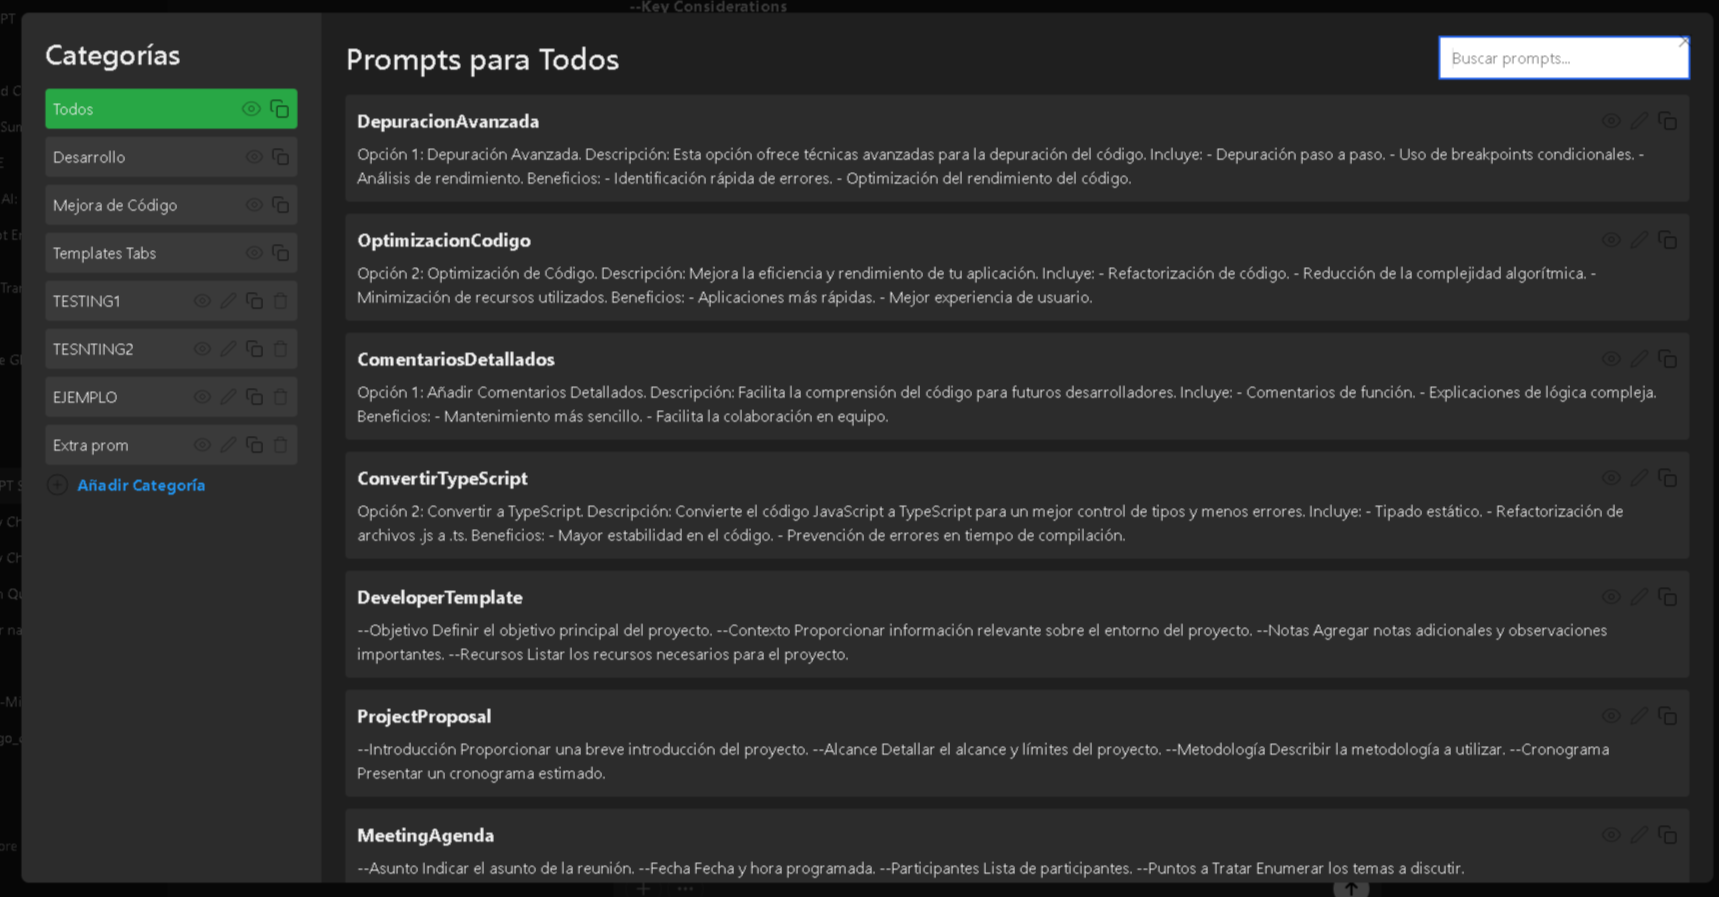 --Key Considerations
Categorías
Todos
Desarrollo
Mejora de Código
Templates Tabs
TESTING1
TESNTING2
EJEMPLO
Extra prom
Añadir Categoría
Prompts para Todos
Buscar prompts...
DepuracionAvanzada
Opción 1: Depuración Avanzada. Descripción: Esta opción ofrece técnicas avanzadas para la depuración del código. Incluye: - Depuración paso a paso. - Uso de breakpoints condicionales. -
Análisis de rendimiento. Beneficios: - Identificación rápida de errores. - Optimización del rendimiento del código.
OptimizacionCodigo
Opción 2: Optimización de Código. Descripción: Mejora la eficiencia y rendimiento de tu aplicación. Incluye: - Refactorización de código. - Reducción de la complejidad algorítmica. -
Minimización de recursos utilizados. Beneficios: - Aplicaciones más rápidas. - Mejor experiencia de usuario.
ComentariosDetallados
Opción 1: Añadir Comentarios Detallados. Descripción: Facilita la comprensión del código para futuros desarrolladores. Incluye: - Comentarios de función. - Explicaciones de lógica compleja.
Beneficios: - Mantenimiento más sencillo. - Facilita la colaboración en equipo.
ConvertirTypeScript
Opción 2: Convertir a TypeScript. Descripción: Convierte el código JavaScript a TypeScript para un mejor control de tipos y menos errores. Incluye: - Tipado estático. - Refactorización de
archivos .js a .ts. Beneficios: - Mayor estabilidad en el código. - Prevención de errores en tiempo de compilación.
DeveloperTemplate
--Objetivo Definir el objetivo principal del proyecto. --Contexto Proporcionar información relevante sobre el entorno del proyecto. --Notas Agregar notas adicionales y observaciones
importantes. --Recursos Listar los recursos necesarios para el proyecto.
ProjectProposal
--Introducción Proporcionar una breve introducción del proyecto. --Alcance Detallar el alcance y límites del proyecto. --Metodología Describir la metodología a utilizar. --Cronograma
Presentar un cronograma estimado.
MeetingAgenda
--Asunto Indicar el asunto de la reunión. --Fecha Fecha y hora programada. --Participantes Lista de participantes. --Puntos a Tratar Enumerar los temas a discutir.